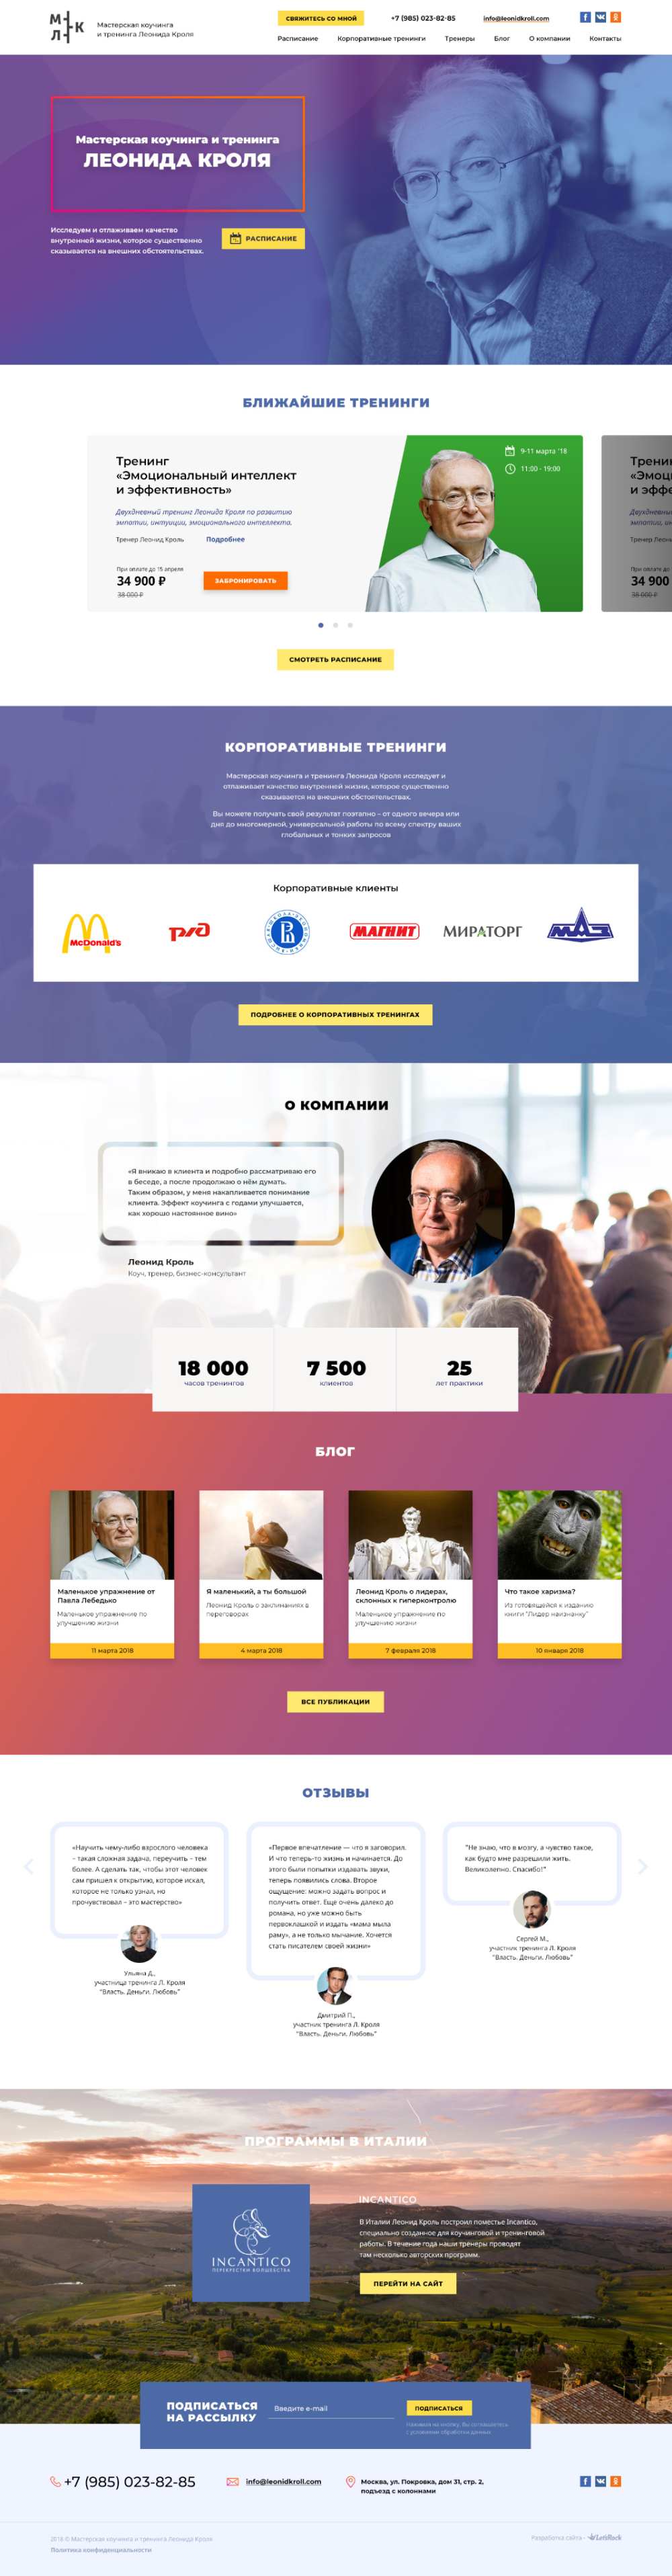 М К
Л
Мастерская коучинга
и тренинга Леонида Кроля
СВЯЖИТЕСЬ СО МНОЙ
+7 (985) 023-82-85
info@leonidkroll.com
Расписание
Корпоративные тренинги
Тренеры
Блог
О компании
Контакты
Мастерская коучинга и тренинга
ЛЕОНИДА КРОЛЯ
Исследуем и отлаживаем качество
внутренней жизни, которое существенно
сказывается на внешних обстоятельствах.
РАСПИСАНИЕ
БЛИЖАЙШИЕ ТРЕНИНГИ
Тренинг
«Эмоциональный интеллект
и эффективность»
Двухдневный тренинг Леонида Кроля по развитию
эмпатии, интуиции, эмоционального интеллекта.
Тренер Леонид Кроль
Подробнее
При оплате до 15 апреля
34 900 ₽
38 000 ₽
ЗАБРОНИРОВАТЬ
9-11 марта '18
11:00 - 19:00
34 900
38 000 ₽
СМОТРЕТЬ РАСПИСАНИЕ
КОРПОРАТИВНЫЕ ТРЕНИНГИ
Мастерская коучинга и тренинга Леонида Кроля исследует и
отлаживает качество внутренней жизни, которое существенно
сказывается на внешних обстоятельствах.
Вы можете получать свой результат поэтапно – от одного вечера или
дня до многомерной, универсальной работы по всему спектру ваших
глобальных и тонких запросов
Корпоративные клиенты
McDonald's
РЖД
МАГНИТ
МИРАТОРГ
МАЗ
ПОДРОБНЕЕ О КОРПОРАТИВНЫХ ТРЕНИНГАХ
О КОМПАНИИ
«Я вникаю в клиента и подробно рассматриваю его
в беседе, а после продолжаю о нём думать.
Таким образом, у меня накапливается понимание
клиента. Эффект коучинга с годами улучшается,
как хорошо настоянное вино»
Леонид Кроль
Коуч, тренер, бизнес-консультант
18 000
часов тренингов
7 500
клиентов
25
лет практики
БЛОГ
Маленькое упражнение от
Павла Лебедько
Маленькое упражнение по
улучшению жизни
11 марта 2018
Я маленький, а ты большой
Леонид Кроль о заклинаниях в
переговорах
4 марта 2018
Леонид Кроль о лидерах,
склонных к гиперконтролю
Маленькое упражнение по
улучшению жизни
7 февраля 2018
Что такое харизма?
Из готовящейся к изданию
книги "Лидер наизнанку"
10 января 2018
ВСЕ ПУБЛИКАЦИИ
ОТЗЫВЫ
«Научить чему-либо взрослого человека
– такая сложная задача, переучить – тем
более. А сделать так, чтобы этот человек
сам пришел к открытию, которое искал,
которое не только узнал, но
прочувствовал – это мастерство»
Ульяна Д.,
участница тренинга Л. Кроля
"Власть. Деньги. Любовь"
«Первое впечатление — что я заговорил.
И что теперь-то жизнь и начинается. До
этого были попытки издавать звуки,
теперь появились слова. Второе
ощущение: можно задать вопрос и
получить ответ. Еще очень далеко до
романа, но уже можно быть
первоклашкой и издать «мама мыла
раму», а не только мычание. Хочется
стать писателем своей жизни»
Дмитрий П.,
участник тренинга Л. Кроля
"Власть. Деньги. Любовь"
"Не знаю, что в мозгу, а чувство такое,
как будто мне разрешили жить.
Великолепно. Спасибо!"
Сергей М.,
участник тренинга Л. Кроля
"Власть. Деньги. Любовь"
ПРОГРАММЫ В ИТАЛИИ
INCANTICO
ПЕРЕКРЕСТКИ ВОЛШЕБСТВА
INCANTICO
В Италии Леонид Кроль построил поместье Incantico,
специально созданное для коучинговой и тренинговой
работы. В течение года наши тренеры проводят
там несколько авторских программ.
ПЕРЕЙТИ НА САЙТ
ПОДПИСАТЬСЯ
НА РАССЫЛКУ
Введите e-mail
ПОДПИСАТЬСЯ
Нажимая на кнопку, Вы соглашаетесь
с условиями обработки данных
+7 (985) 023-82-85
info@leonidkroll.com
Москва, ул. Покровка, дом 31, стр. 2,
подъезд с колоннами
2018 © Мастерская коучинга и тренинга Леонида Кроля
Политика конфиденциальности
Разработка сайта -